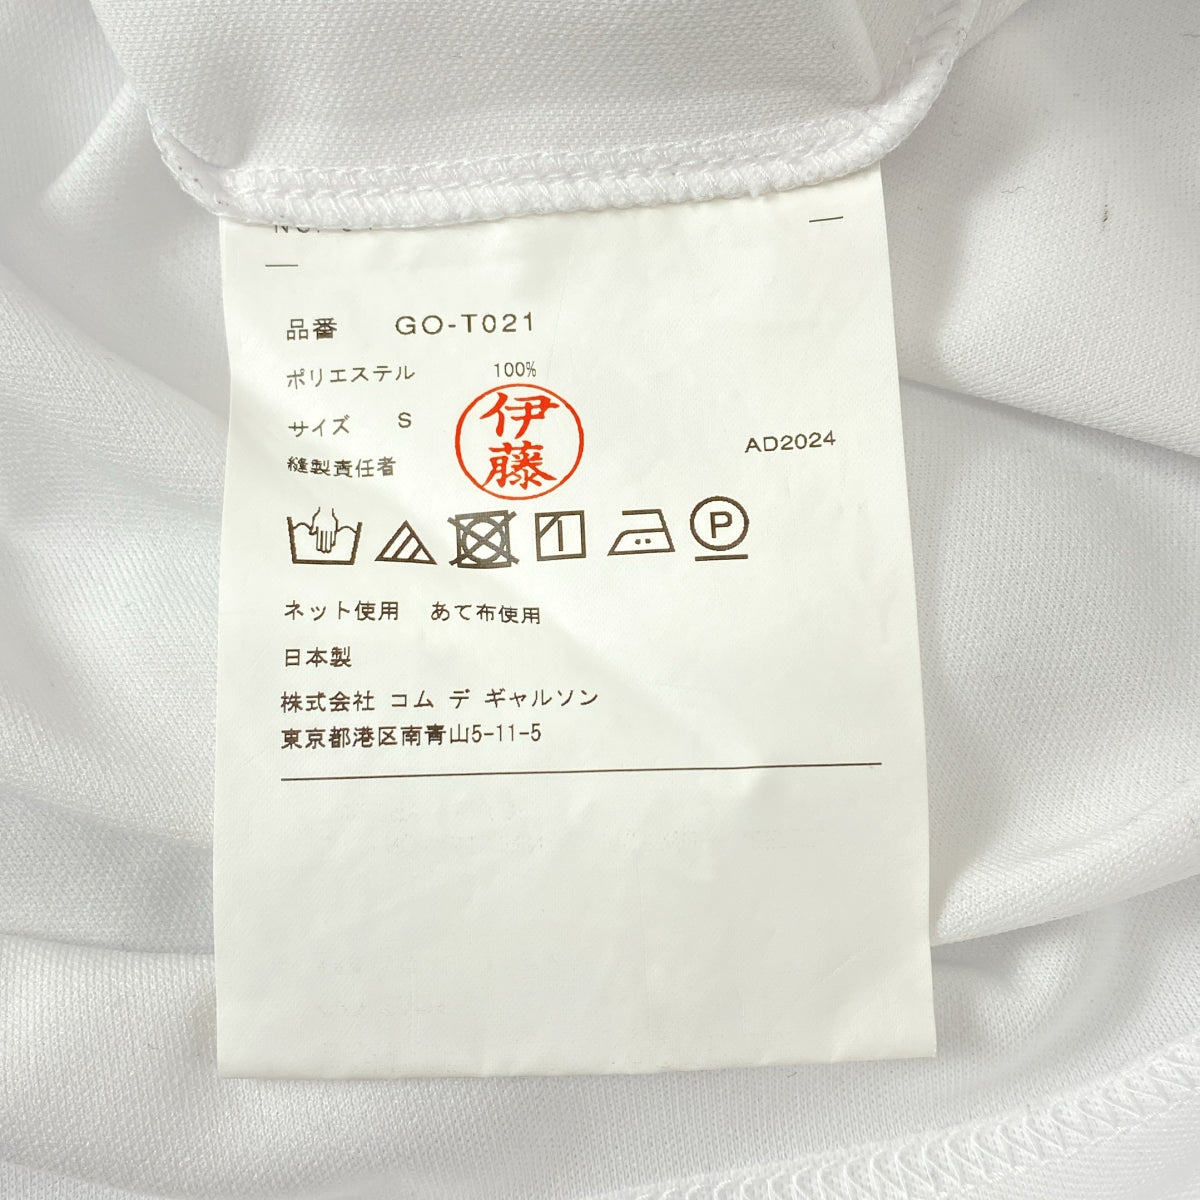 品番 GO-T021
ポリエステル 100%
サイズ S
縫製責任者 伊藤
AD2024
P
ネット使用 あて布使用
日本製
株式会社 コム デ ギャルソン
東京都港区南青山5-11-5